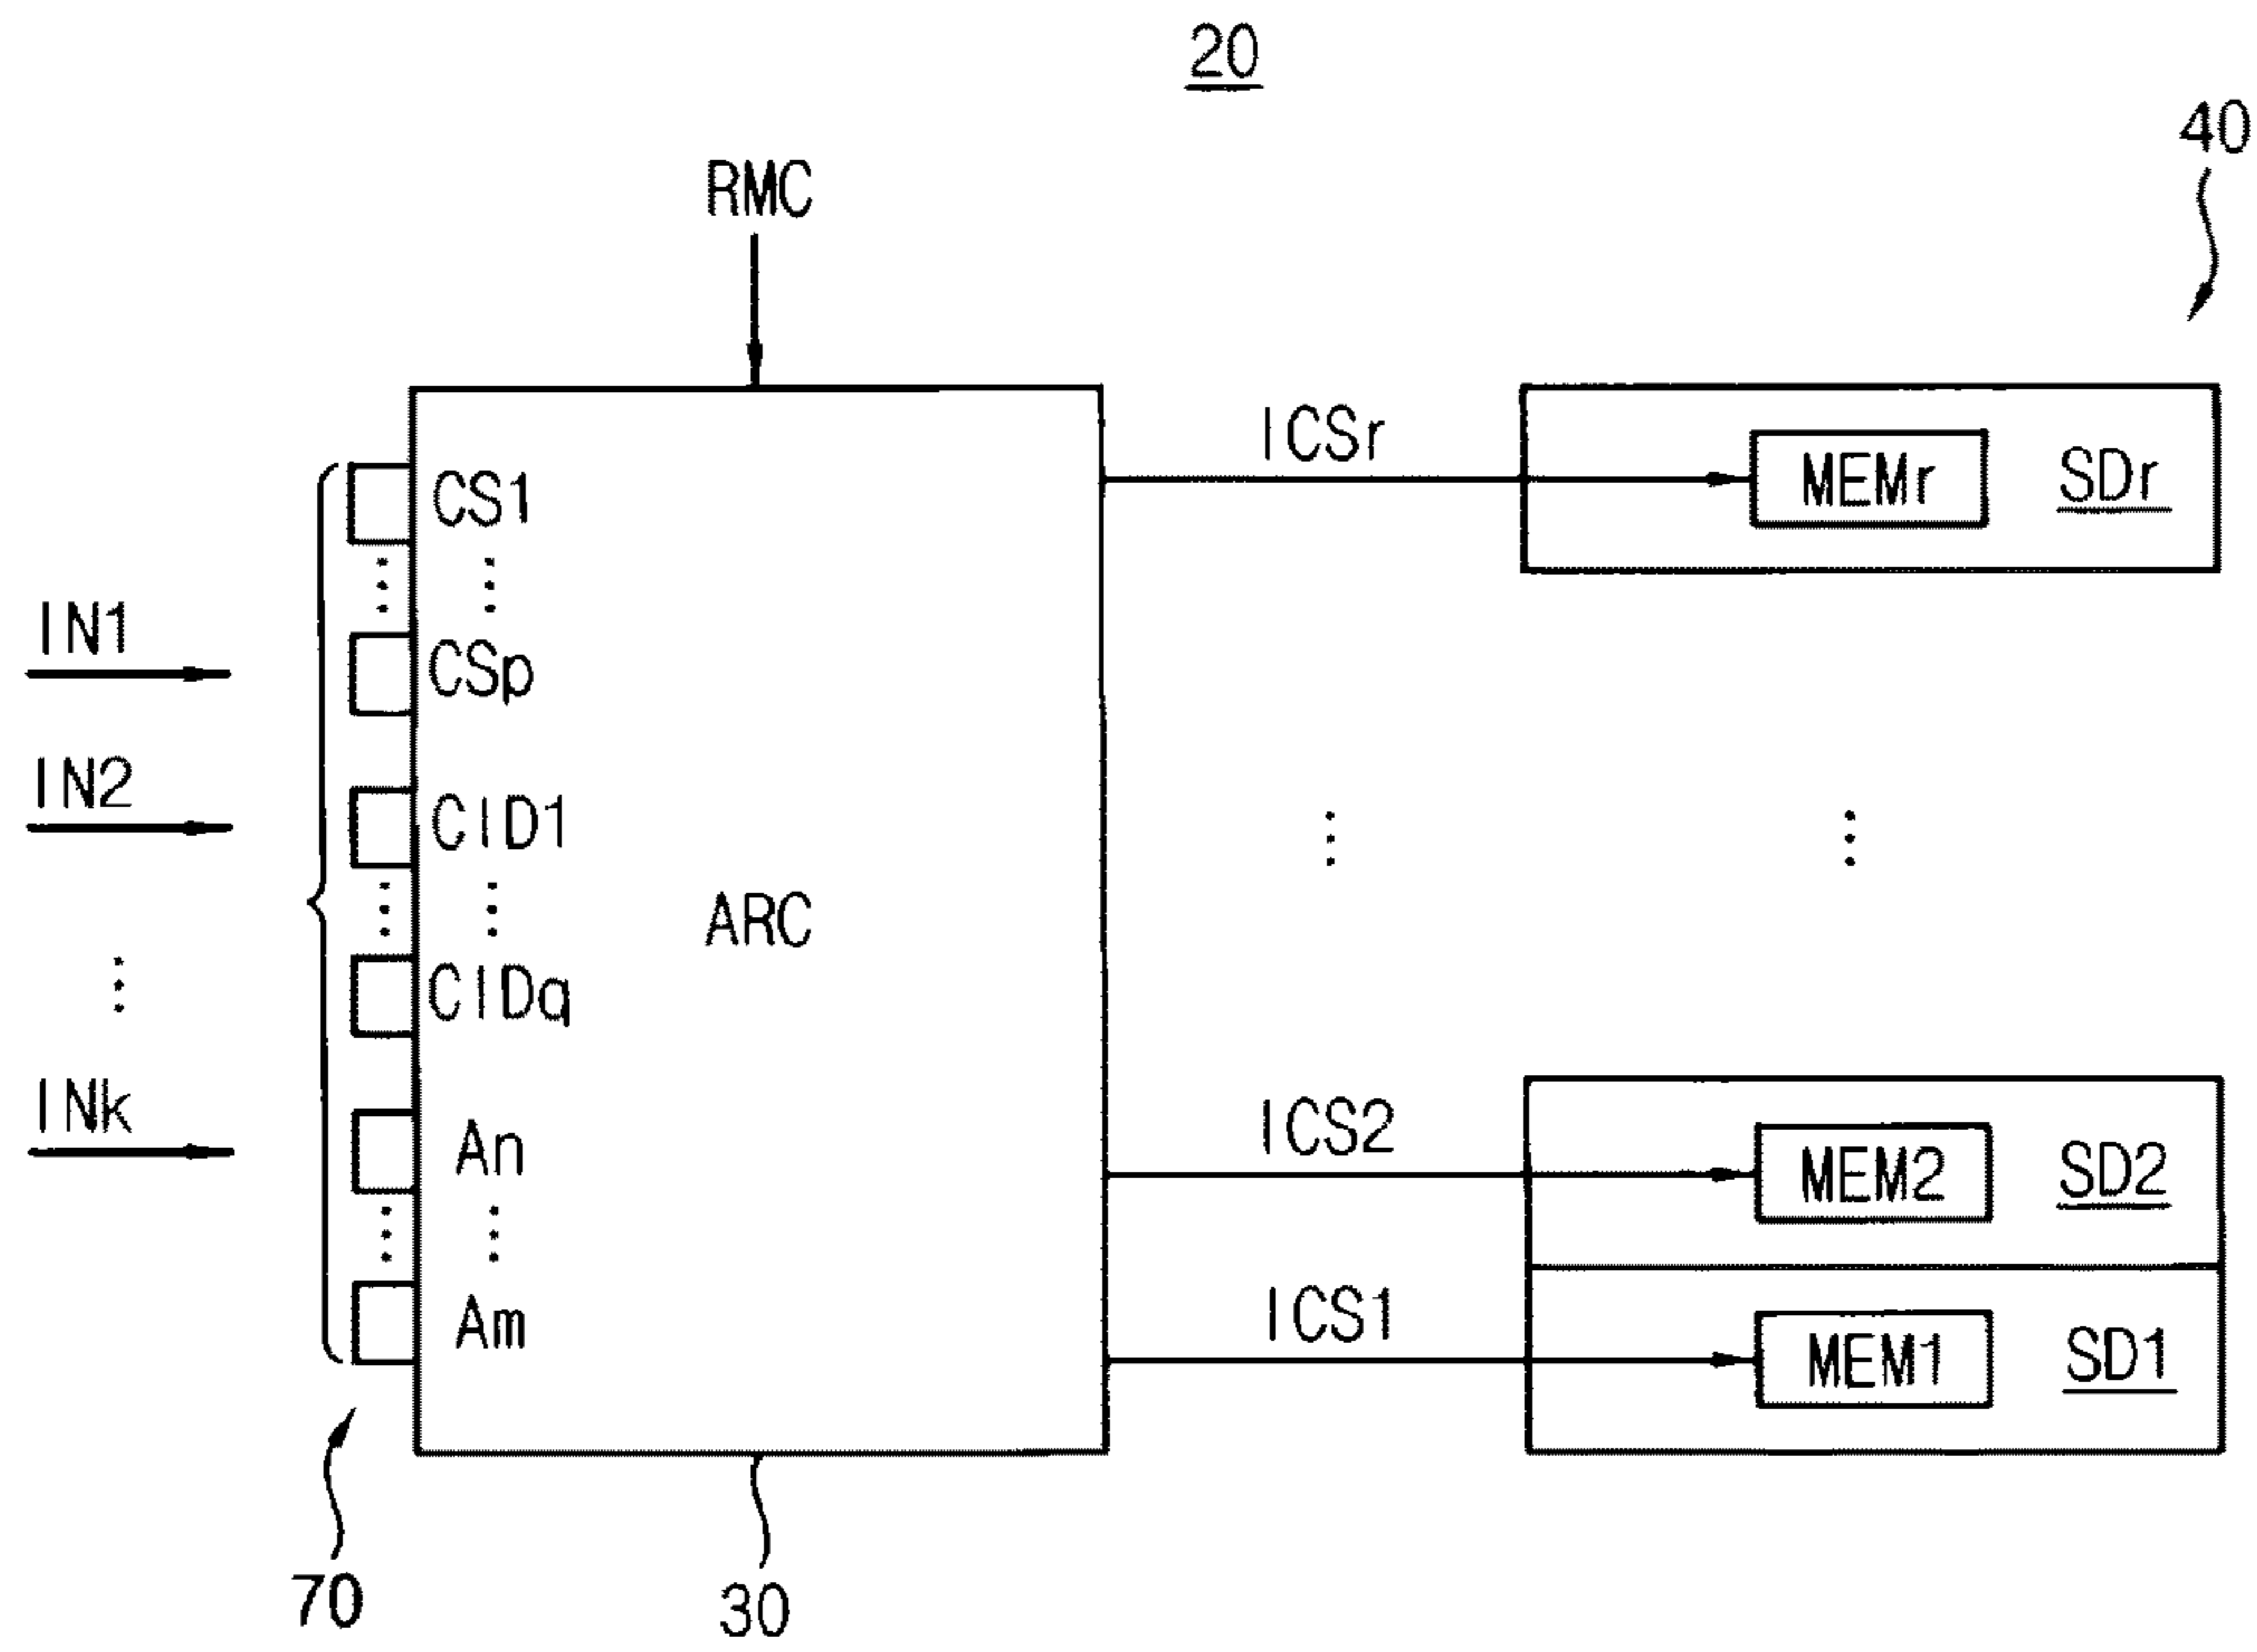 20
40
RMC
ICSr
MEMr
SDr
CS1
CSp
IN1
IN2
INk
CID1
CIDq
ARC
An
Am
ICS2
MEM2
SD2
ICS1
MEM1
SD1
70
30